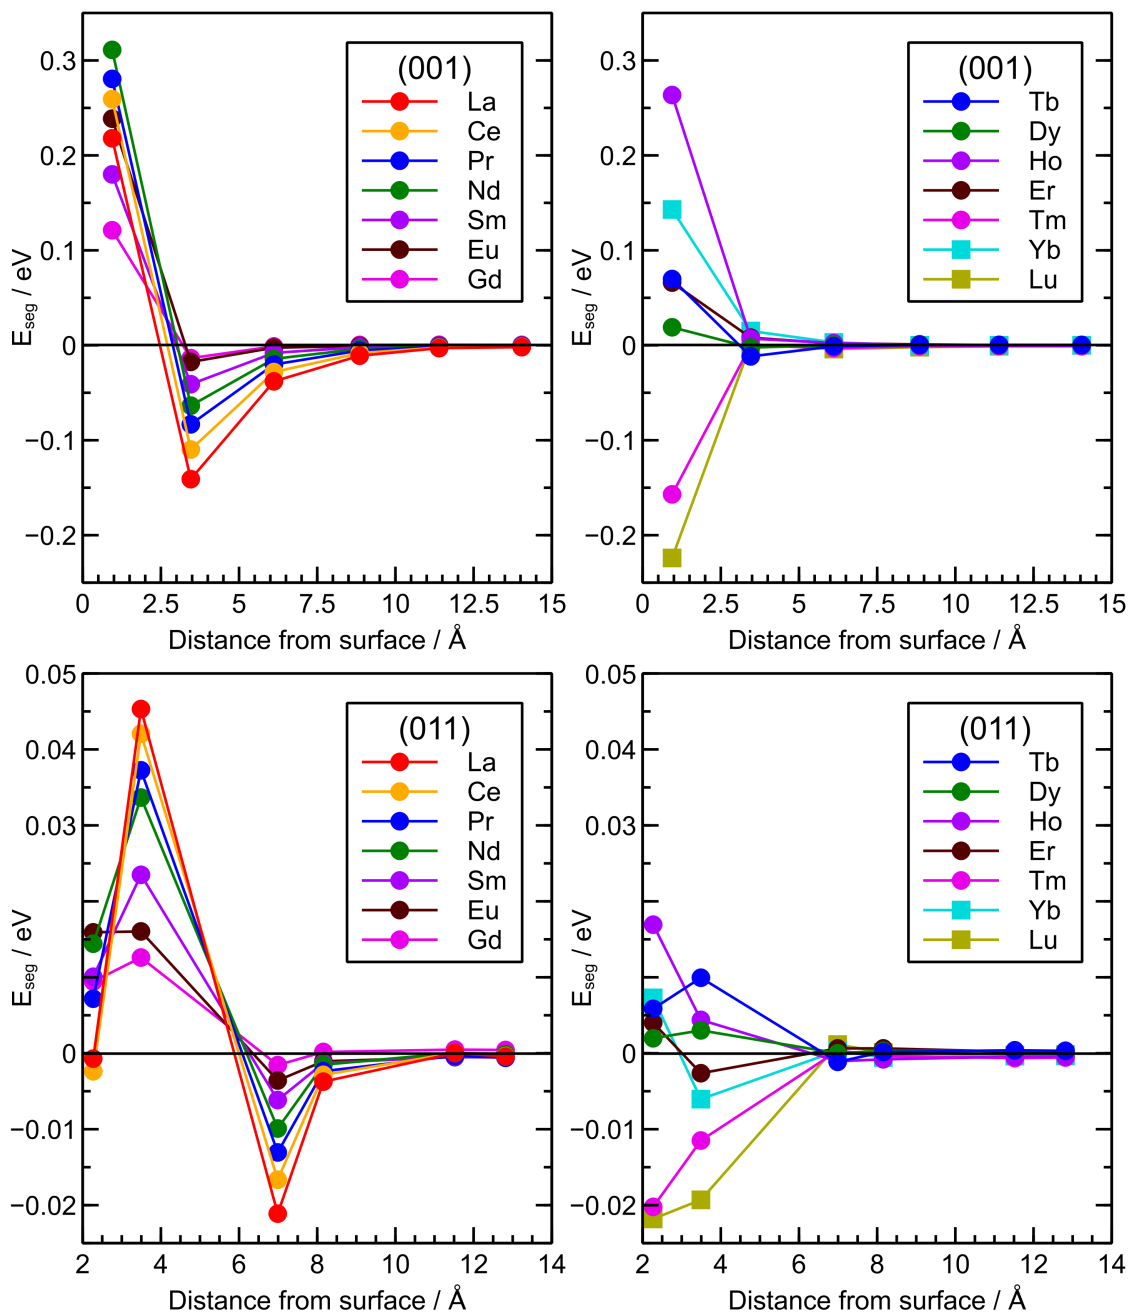 (001)
La
Ce
Pr
Nd
Sm
Eu
Gd
0.3
0.2
0.1
0
−0.1
−0.2
E_seg / eV
0 2.5 5 7.5 10 12.5 15
Distance from surface / Å
(001)
Tb
Dy
Ho
Er
Tm
Yb
Lu
0.3
0.2
0.1
0
−0.1
−0.2
E_seg / eV
0 2.5 5 7.5 10 12.5 15
Distance from surface / Å
(011)
La
Ce
Pr
Nd
Sm
Eu
Gd
0.05
0.04
0.03
0
−0.01
−0.02
E_seg / eV
2 4 6 8 10 12 14
Distance from surface / Å
(011)
Tb
Dy
Ho
Er
Tm
Yb
Lu
0.05
0.04
0.03
0
−0.01
−0.02
E_seg / eV
2 4 6 8 10 12 14
Distance from surface / Å